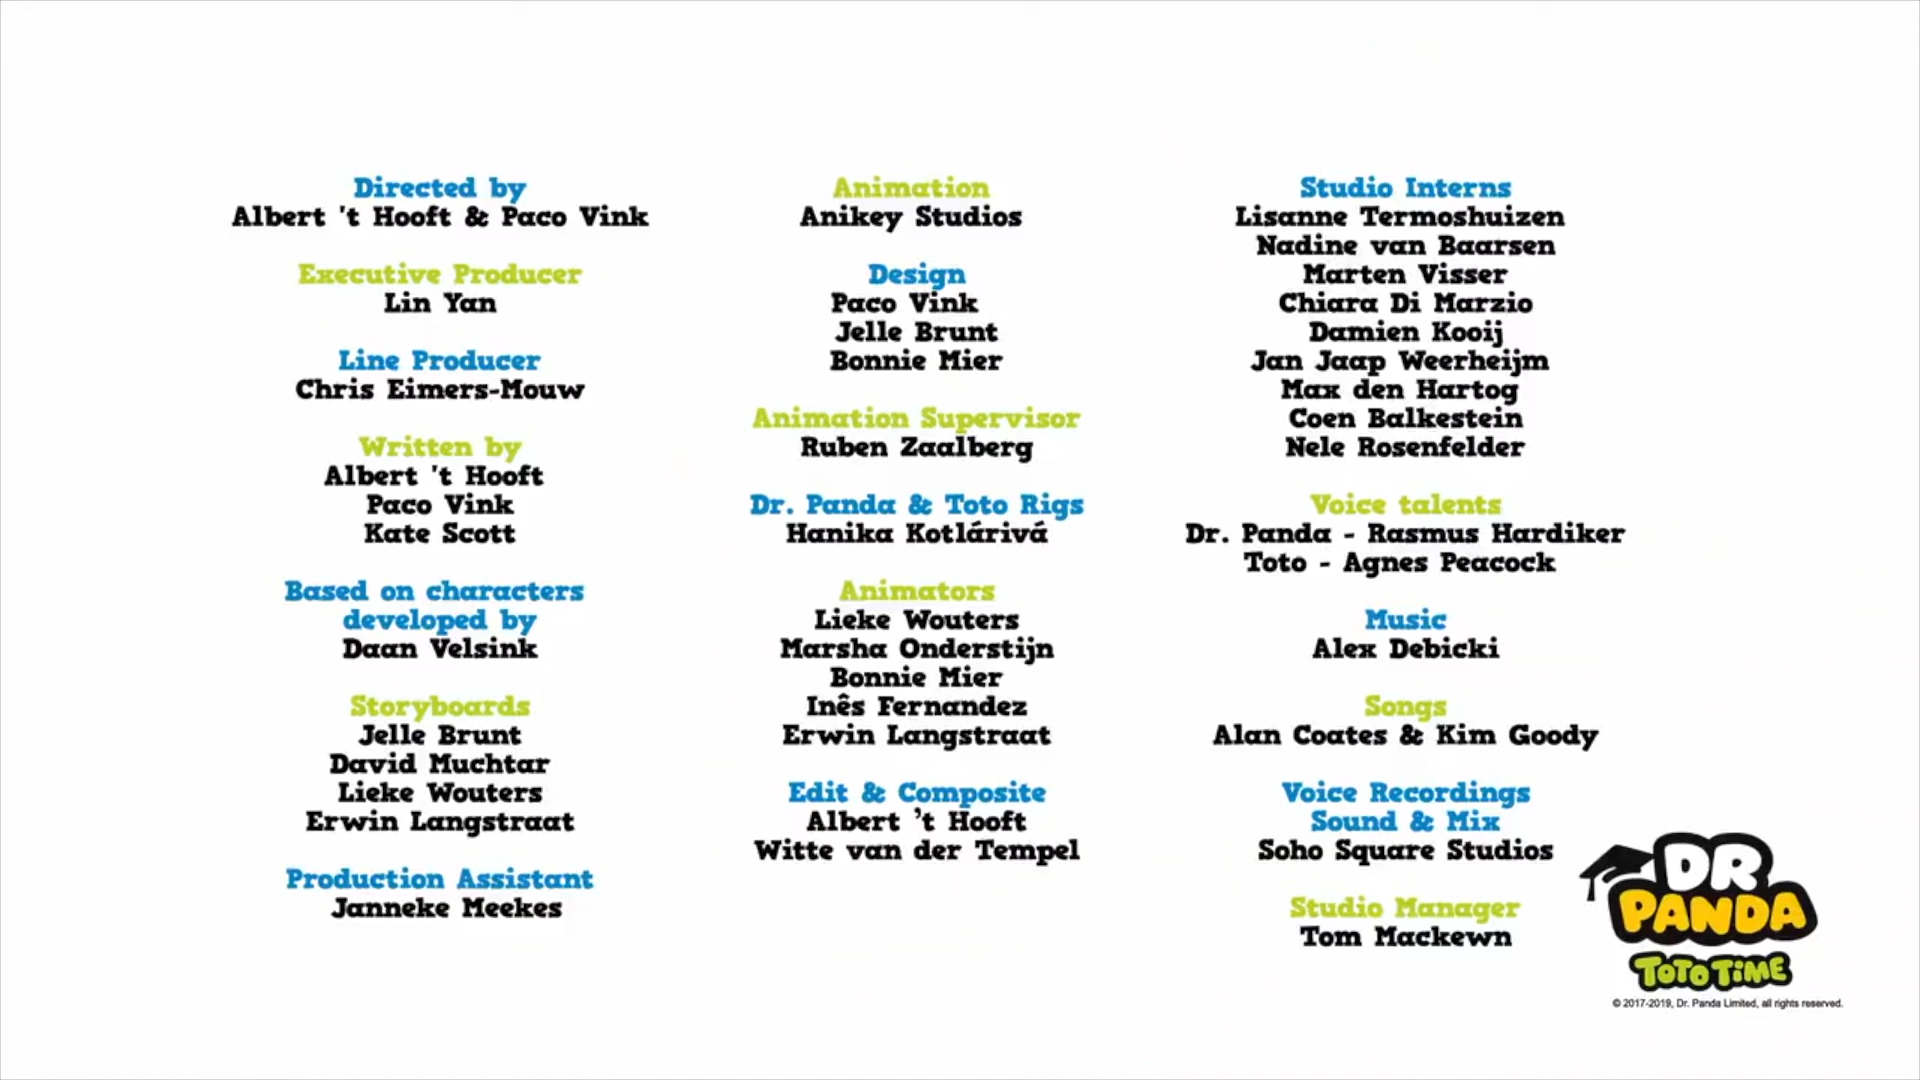 Directed by
Albert 't Hooft & Paco Vink
Executive Producer
Lin Yan
Line Producer
Chris Eimers-Mouw
Written by
Albert 't Hooft
Paco Vink
Kate Scott
Based on characters
developed by
Daan Velsink
Storyboards
Jelle Brunt
David Muchtar
Lieke Wouters
Erwin Langstraat
Production Assistant
Janneke Meekes
Animation
Anikey Studios
Design
Paco Vink
Jelle Brunt
Bonnie Mier
Animation Supervisor
Ruben Zaalberg
Dr. Panda & Toto Rigs
Hanika Kotlárivá
Animators
Lieke Wouters
Marsha Onderstijn
Bonnie Mier
Inês Fernandez
Erwin Langstraat
Edit & Composite
Albert ’t Hooft
Witte van der Tempel
Studio Interns
Lisanne Termoshuizen
Nadine van Baarsen
Marten Visser
Chiara Di Marzio
Damien Kooij
Jan Jaap Weerheijm
Max den Hartog
Coen Balkestein
Nele Rosenfelder
Voice talents
Dr. Panda - Rasmus Hardiker
Toto - Agnes Peacock
Music
Alex Debicki
Songs
Alan Coates & Kim Goody
Voice Recordings
Sound & Mix
Soho Square Studios
Studio Manager
Tom Mackewn
DR
PANDA
TOTO TiME
© 2017-2019, Dr. Panda Limited, all rights reserved.